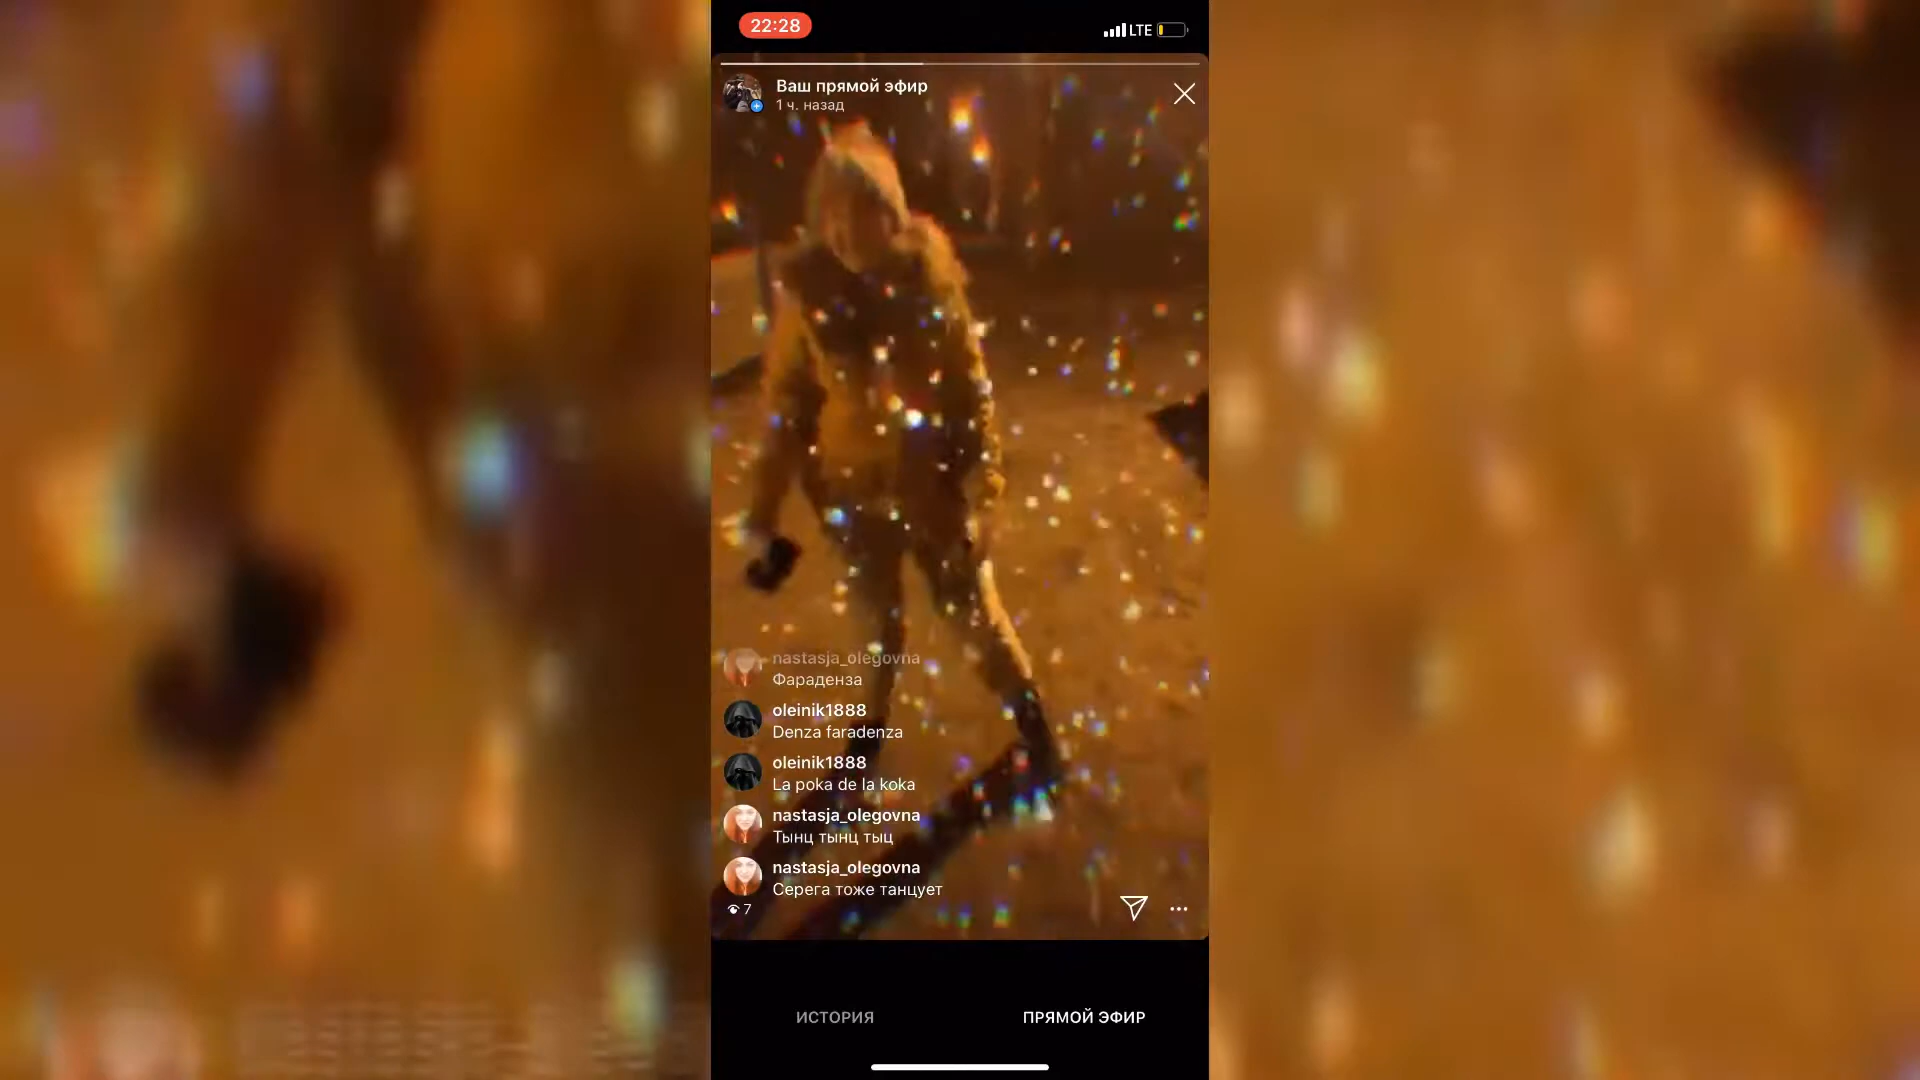 22:28
LTE
Ваш прямой эфир
1 ч. назад
nastasja_olegovna
Фараденза
oleinik1888
Denza faradenza
oleinik1888
La poka de la koka
nastasja_olegovna
Тынц тынц тыц
nastasja_olegovna
Серега тоже танцует
7
ИСТОРИЯ
ПРЯМОЙ ЭФИР